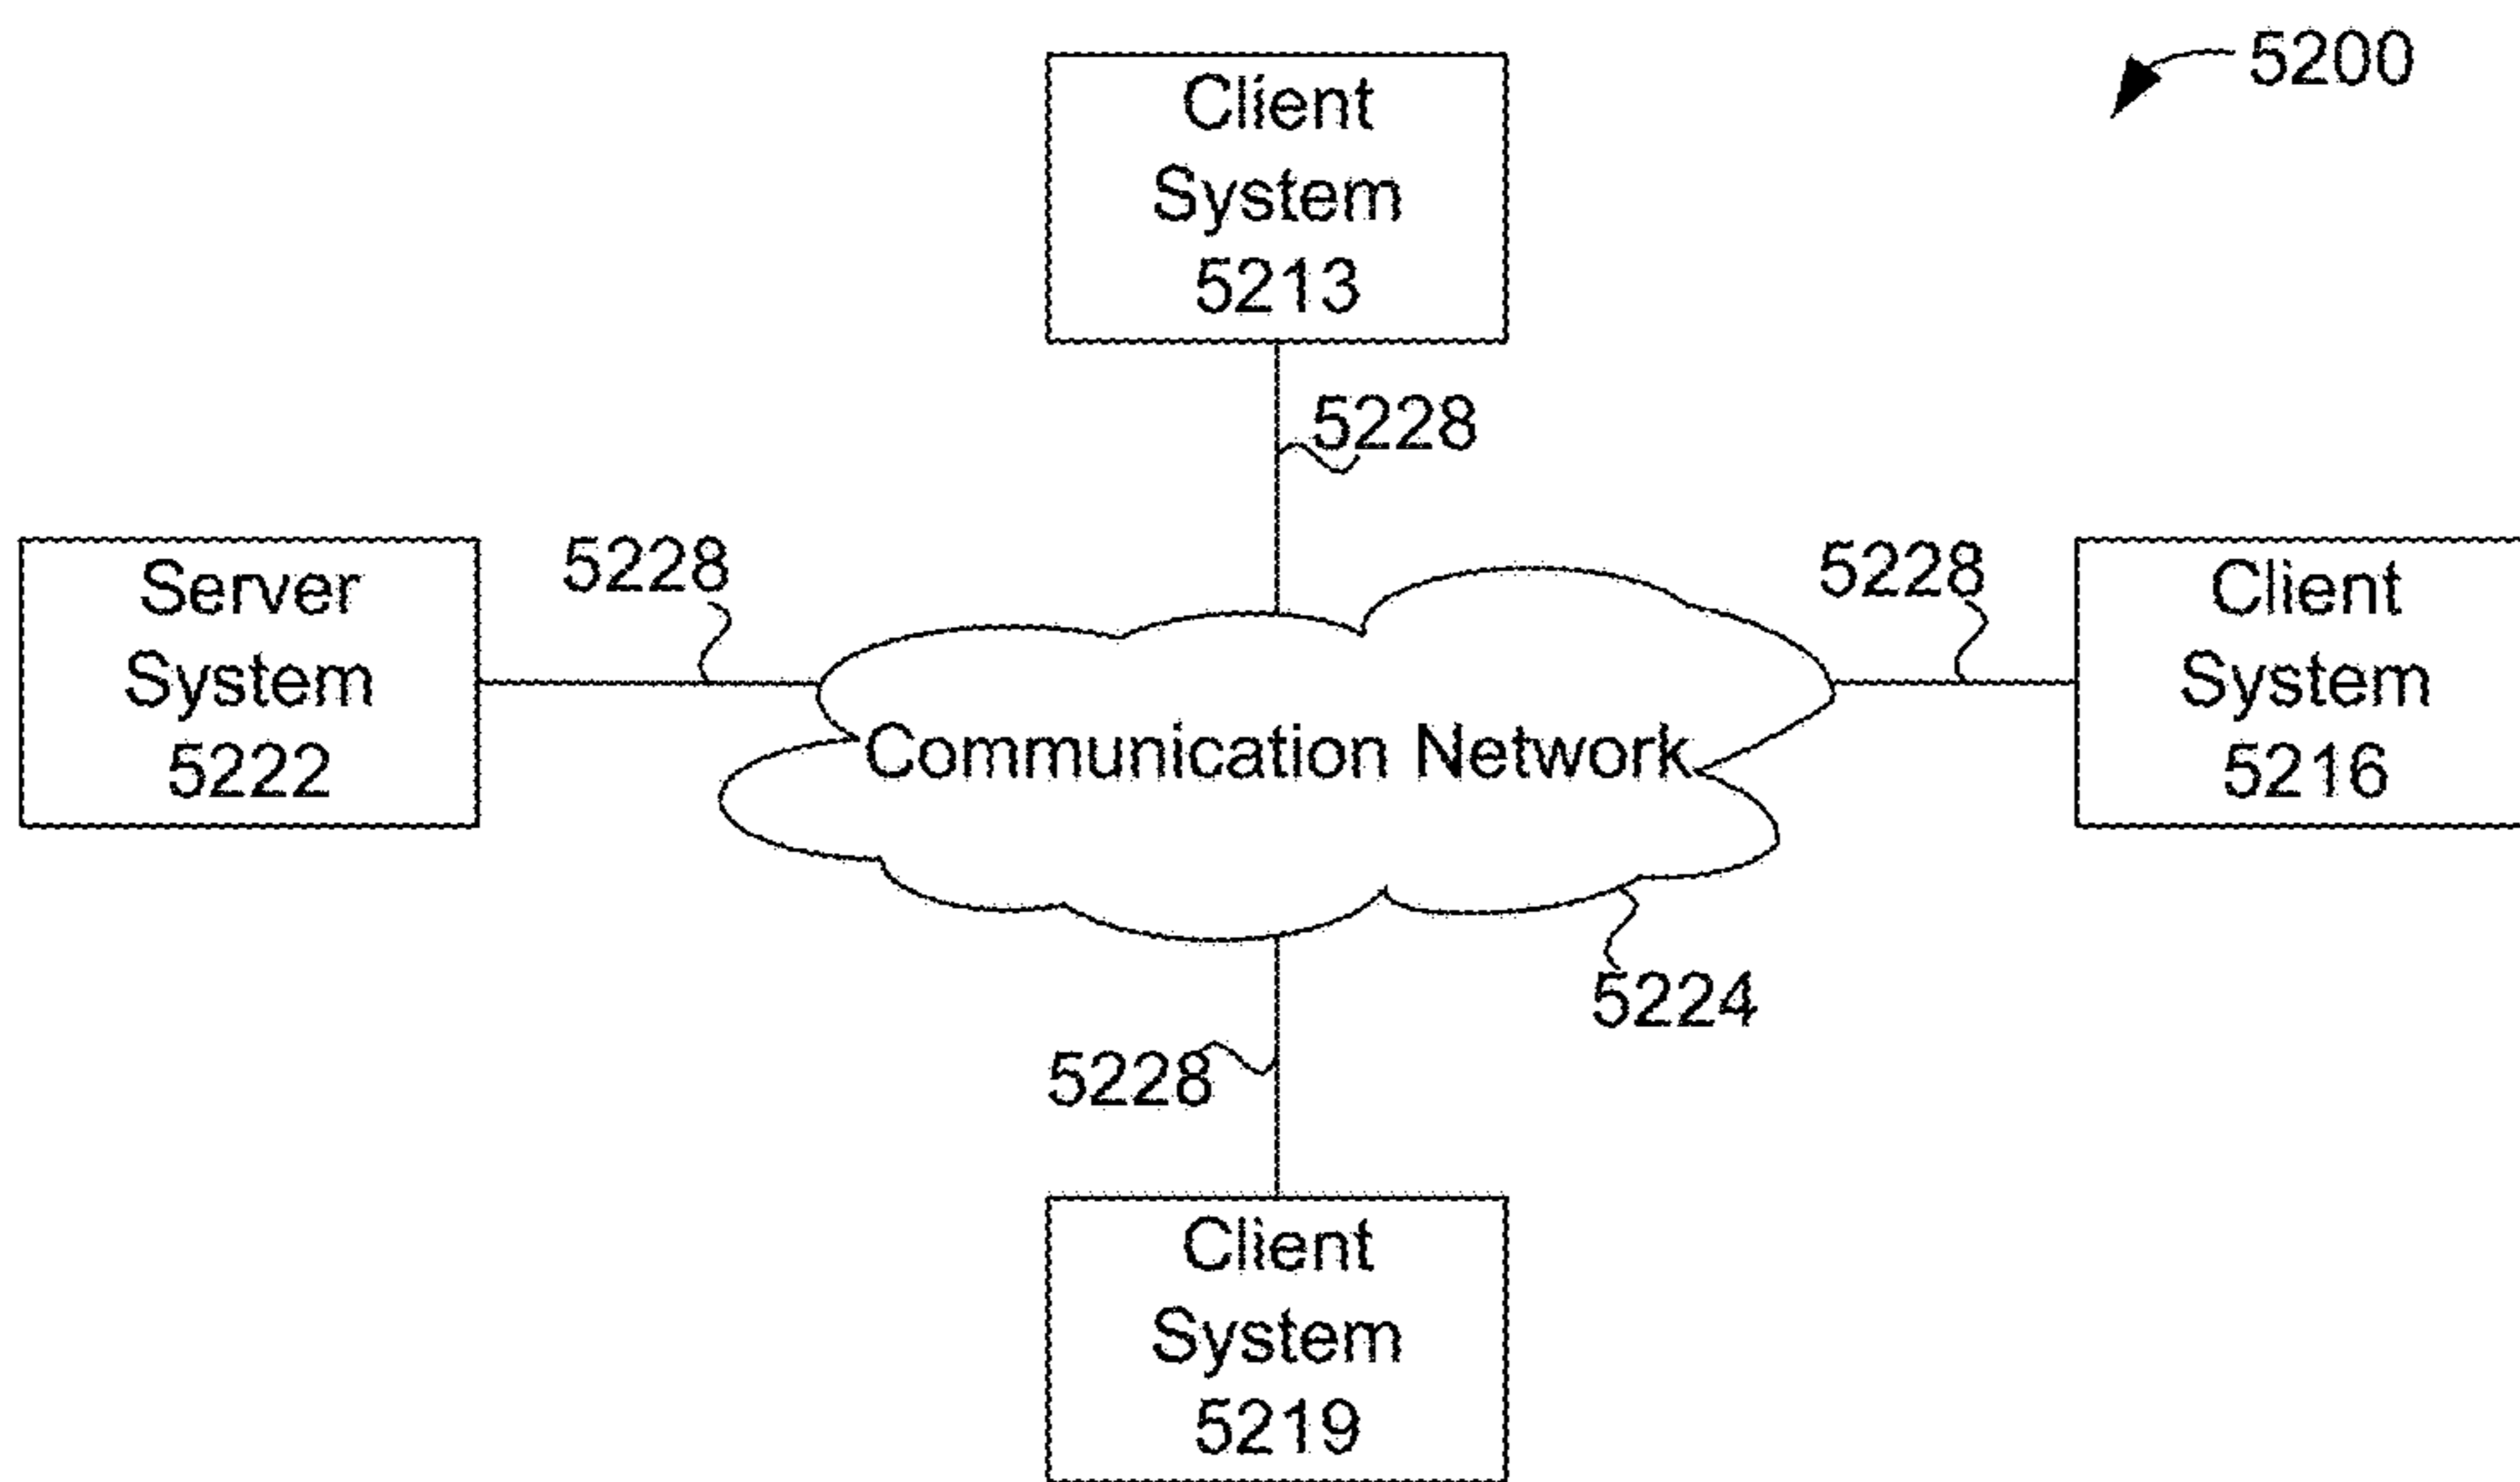 5200
Client
System
5213
5228
Server
System
5222
5228
5228
Client
System
5216
Communication Network
5224
5228
Client
System
5219